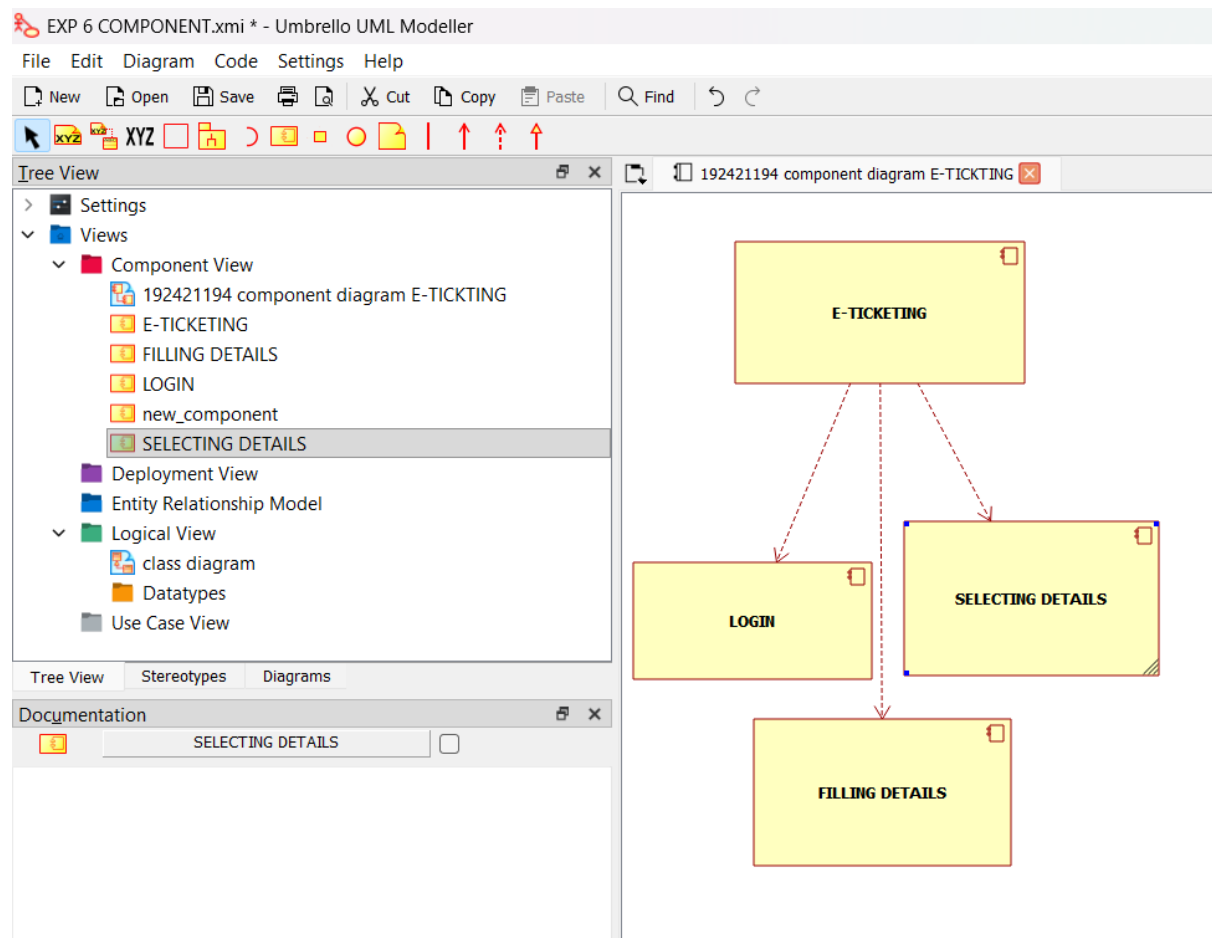 EXP 6 COMPONENT.xmi * - Umbrello UML Modeller
File Edit Diagram Code Settings Help
New Open Save Cut Copy Paste Find
XYZ XYZ XYZ
Tree View
192421194 component diagram E-TICKTING
Settings
Views
Component View
192421194 component diagram E-TICKTING
E-TICKETING
FILLING DETAILS
LOGIN
new_component
SELECTING DETAILS
Deployment View
Entity Relationship Model
Logical View
class diagram
Datatypes
Use Case View
Tree View Stereotypes Diagrams
Documentation
SELECTING DETAILS
E-TICKETING
SELECTING DETAILS
LOGIN
FILLING DETAILS